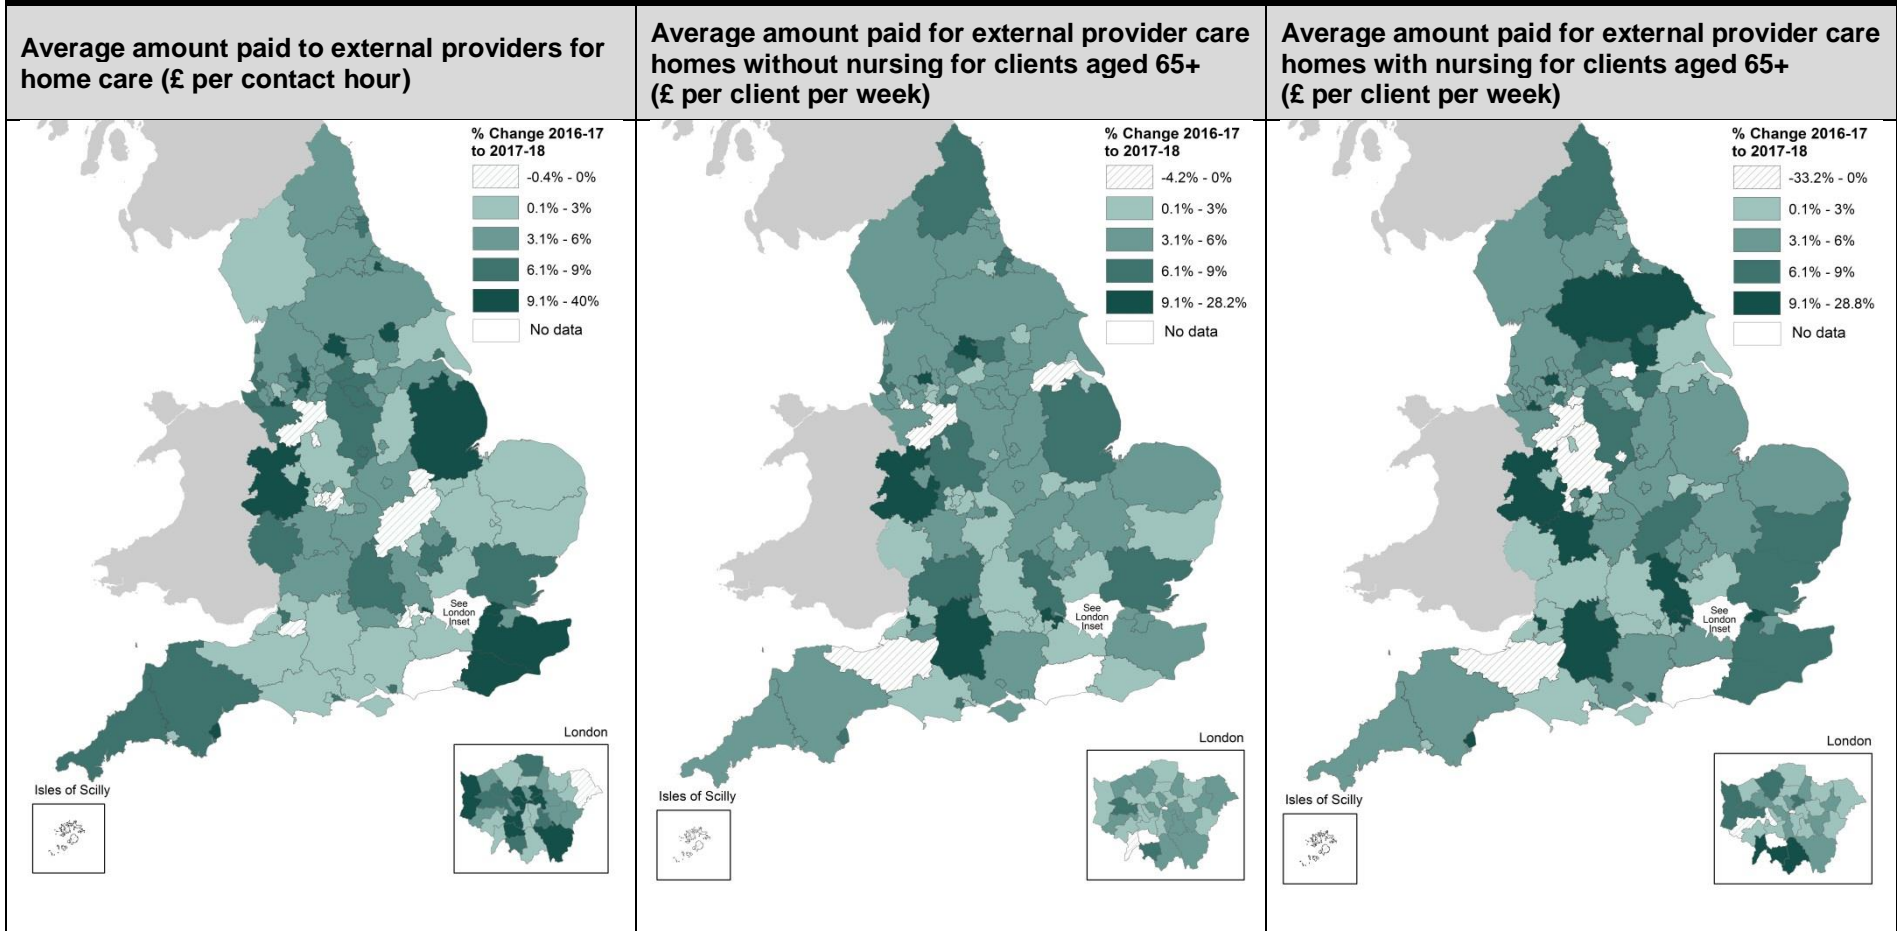 Average amount paid to external providers for
home care (£ per contact hour)
Average amount paid for external provider care
homes without nursing for clients aged 65+
(£ per client per week)
Average amount paid for external provider care
homes with nursing for clients aged 65+
(£ per client per week)
% Change 2016-17
to 2017-18
-0.4% - 0%
0.1% - 3%
3.1% - 6%
6.1% - 9%
9.1% - 40%
No data
See
London
Inset
London
Isles of Scilly
% Change 2016-17
to 2017-18
-4.2% - 0%
0.1% - 3%
3.1% - 6%
6.1% - 9%
9.1% - 28.2%
No data
See
London
Inset
London
Isles of Scilly
% Change 2016-17
to 2017-18
-33.2% - 0%
0.1% - 3%
3.1% - 6%
6.1% - 9%
9.1% - 28.8%
No data
See
London
Inset
London
Isles of Scilly